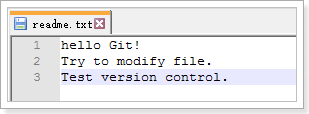 readme.txt
1 hello Git!
2 Try to modify file.
3 Test version control.